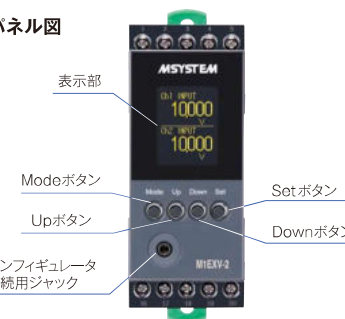 パネル図
MSYSTEM
表示部
Ch1 INPUT
10.000
V
Ch2 INPUT
10.000
V
Modeボタン
Mode Up Down Set
Setボタン
Upボタン
Downボタン
ンフィギュレータ
続用ジャック
M1EXV-2